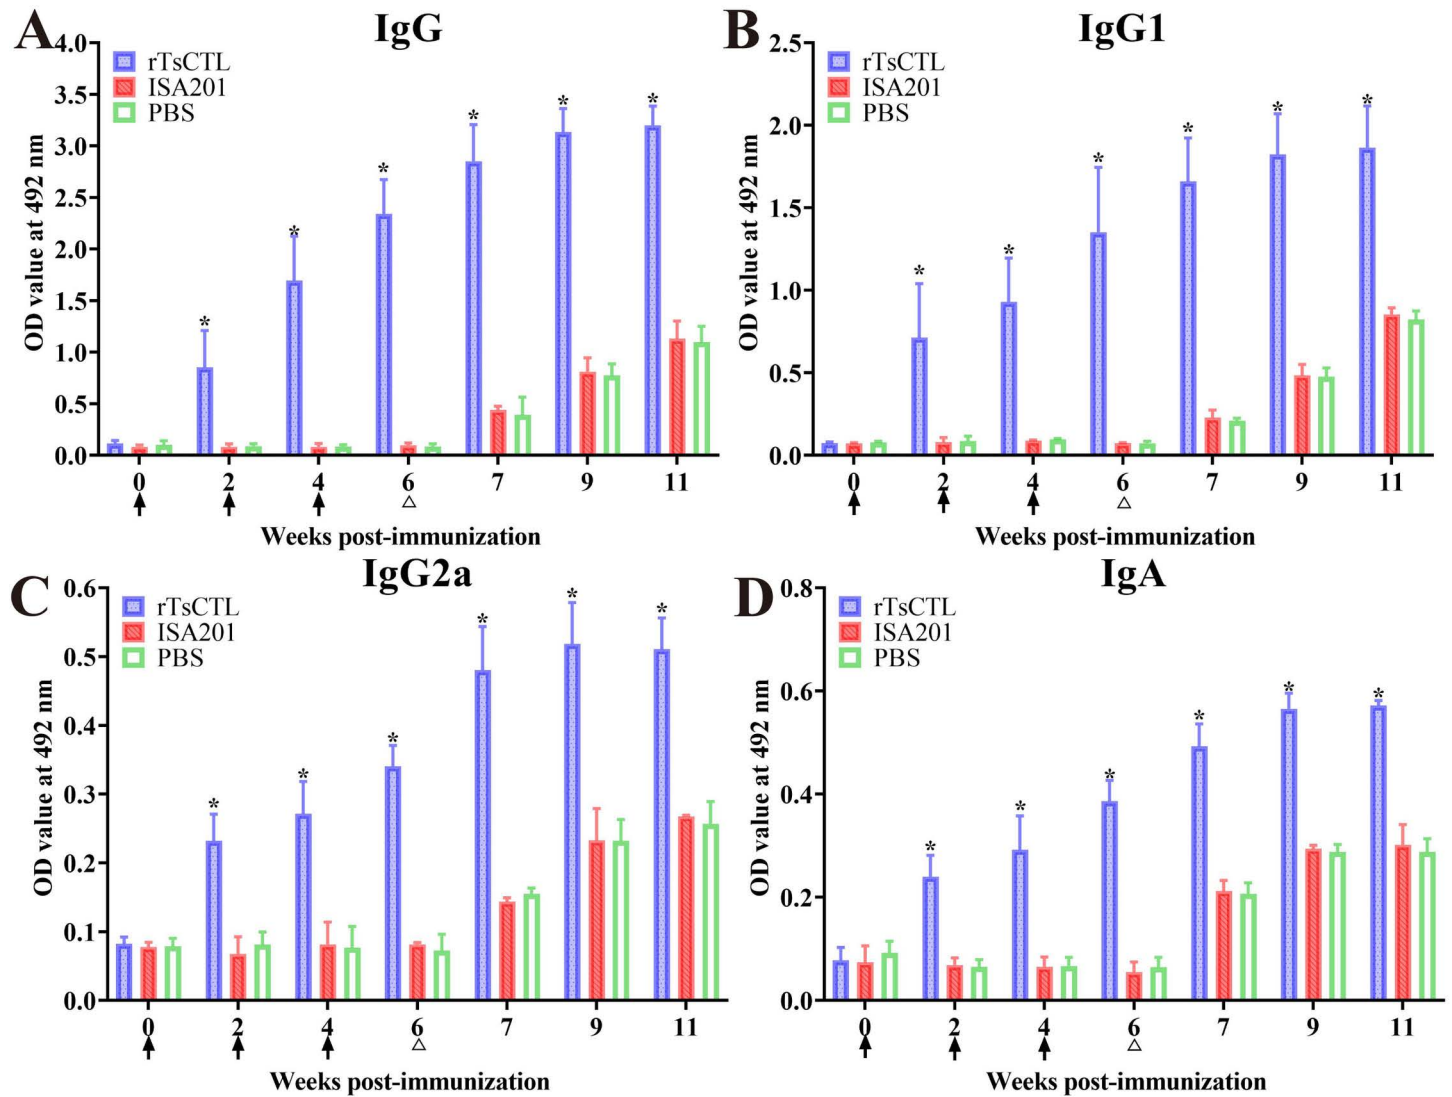 A
IgG
4.0
3.5
3.0
2.5
2.0
1.5
1.0
0.5
0.0
OD value at 492 nm
rTsCTL
ISA201
PBS
* * * * * *
0 2 4 6 7 9 11
Weeks post-immunization
B
IgG1
2.5
2.0
1.5
1.0
0.5
0.0
OD value at 492 nm
rTsCTL
ISA201
PBS
* * * * * *
0 2 4 6 7 9 11
Weeks post-immunization
C
IgG2a
0.6
0.5
0.4
0.3
0.2
0.1
0.0
OD value at 492 nm
rTsCTL
ISA201
PBS
* * * * * *
0 2 4 6 7 9 11
Weeks post-immunization
D
IgA
0.8
0.6
0.4
0.2
0.0
OD value at 492 nm
rTsCTL
ISA201
PBS
* * * * * *
0 2 4 6 7 9 11
Weeks post-immunization